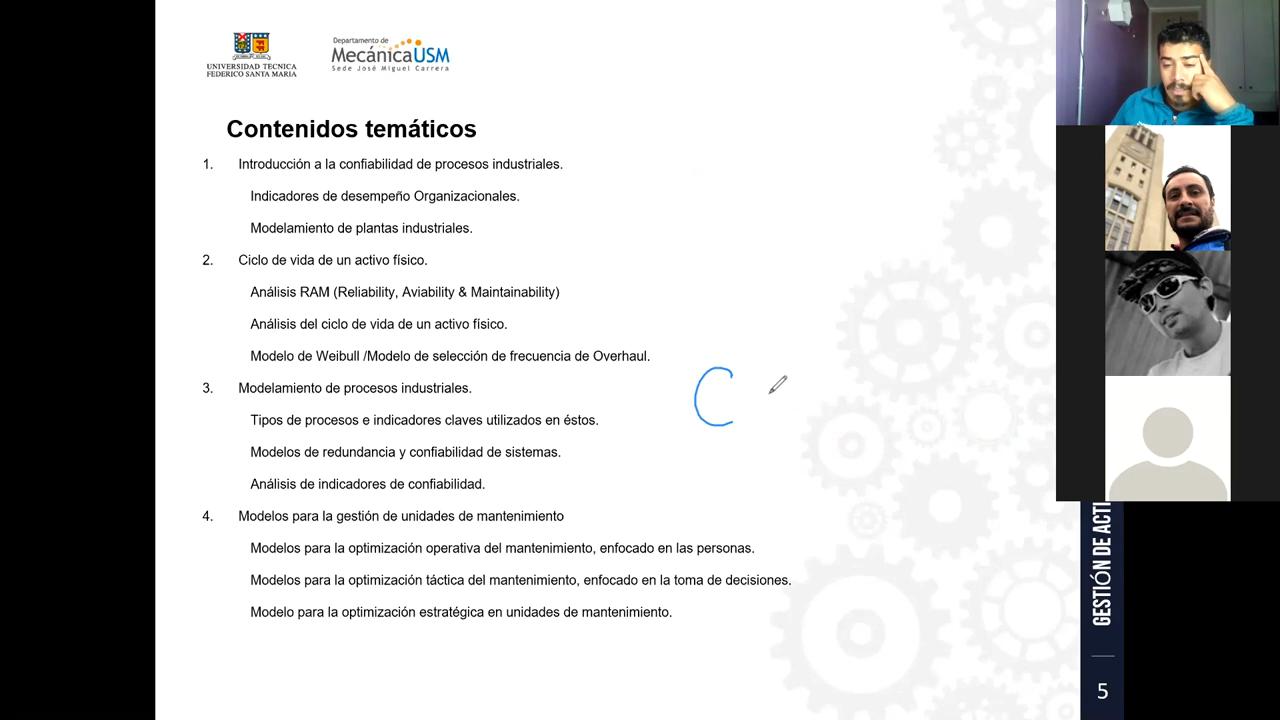 UNIVERSIDAD TECNICA
FEDERICO SANTA MARIA
Departamento de
MecánicaUSM
Sede José Miguel Carrera
Contenidos temáticos
1. Introducción a la confiabilidad de procesos industriales.
Indicadores de desempeño Organizacionales.
Modelamiento de plantas industriales.
2. Ciclo de vida de un activo físico.
Análisis RAM (Reliability, Aviability & Maintainability)
Análisis del ciclo de vida de un activo físico.
Modelo de Weibull /Modelo de selección de frecuencia de Overhaul.
3. Modelamiento de procesos industriales.
Tipos de procesos e indicadores claves utilizados en éstos.
Modelos de redundancia y confiabilidad de sistemas.
Análisis de indicadores de confiabilidad.
4. Modelos para la gestión de unidades de mantenimiento
Modelos para la optimización operativa del mantenimiento, enfocado en las personas.
Modelos para la optimización táctica del mantenimiento, enfocado en la toma de decisiones.
Modelo para la optimización estratégica en unidades de mantenimiento.
C
GESTIÓN DE ACTI
5